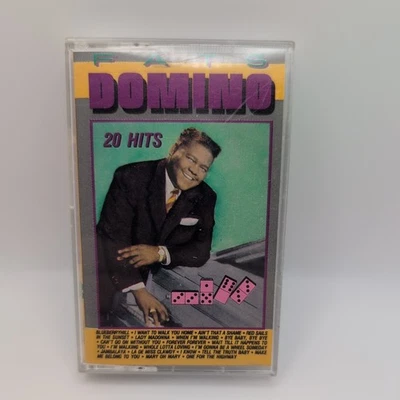 FATS
DOMINO
20 HITS
BLUEBERRY HILL • I WANT TO WALK YOU HOME • AIN'T THAT A SHAME • RED SAILS
IN THE SUNSET • LADY MADONNA • WHEN I'M WALKING • BYE BABY, BYE BYE
• CAN'T GO ON WITHOUT YOU • FOREVER FOREVER • WAIT TILL IT HAPPENS TO
YOU • I'M WALKING • WHOLE LOTTA LOVING • I'M GONNA BE A WHEEL SOMEDAY
• JAMBALAYA • LA DE MISS CLAWDY • I KNOW • TELL THE TRUTH BABY • MAKE
ME BELONG TO YOU • MARY OH MARY • ONE FOR THE HIGHWAY